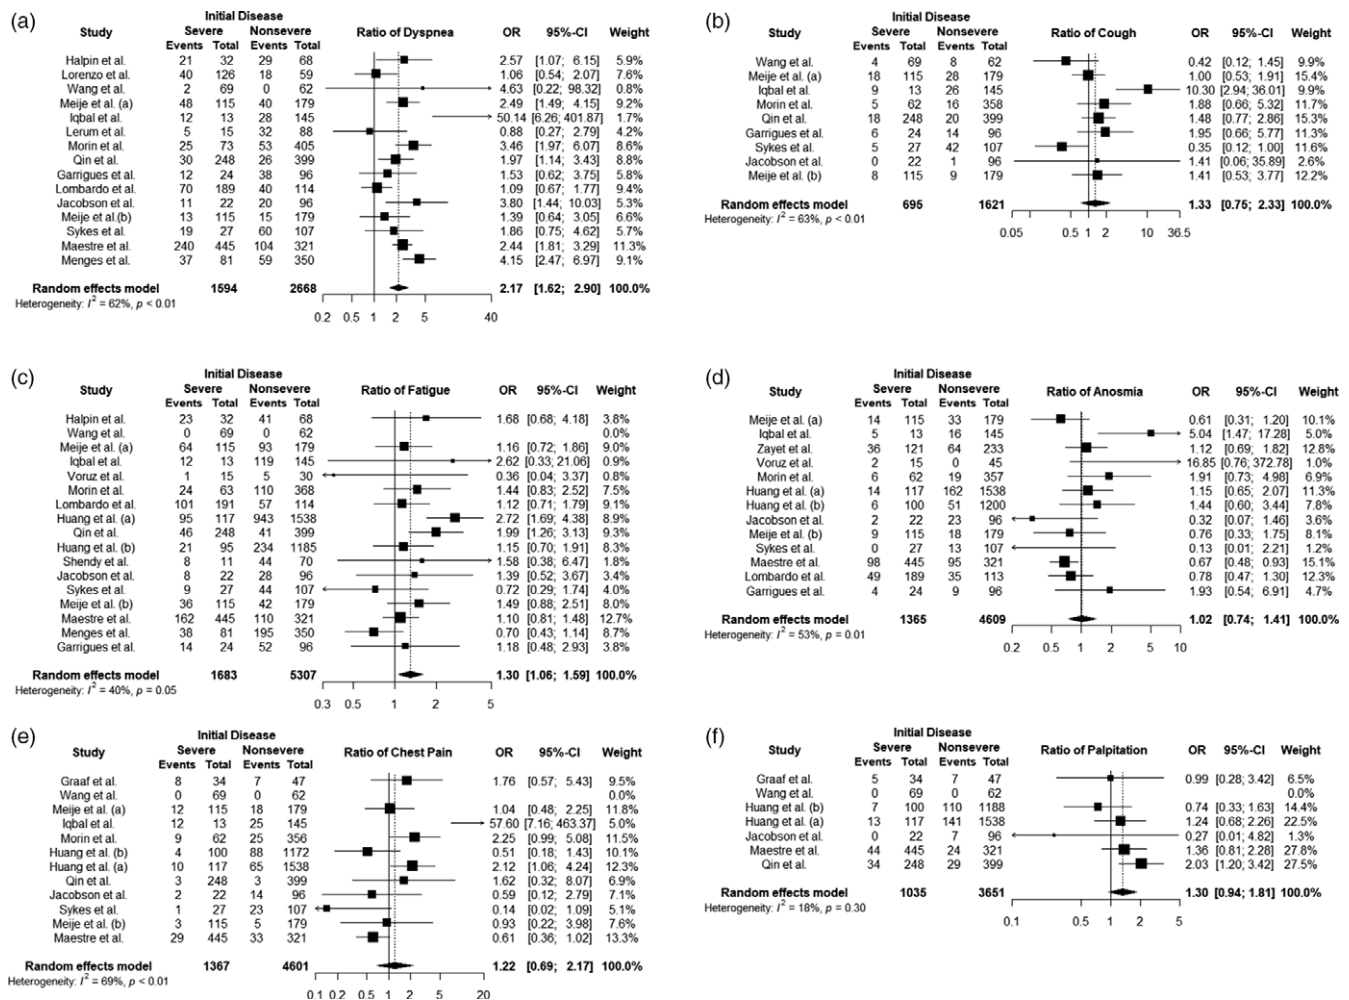 (a)
Initial Disease
Severe Nonsevere
Study Events Total Events Total Ratio of Dyspnea OR 95%-CI Weight
Halpin et al. 21 32 29 68 2.57 [1.07; 6.15] 5.9%
Lorenzo et al. 40 126 18 59 1.06 [0.54; 2.07] 7.6%
Wang et al. 2 69 0 62 4.63 [0.22; 98.32] 0.8%
Meije et al. (a) 48 115 40 179 2.49 [1.49; 4.15] 9.2%
Iqbal et al. 12 13 28 145 50.14 [6.26; 401.87] 1.7%
Lerum et al. 5 15 32 88 0.88 [0.27; 2.79] 4.2%
Morin et al. 25 73 53 405 3.46 [1.97; 6.07] 8.6%
Qin et al. 30 248 26 399 1.97 [1.14; 3.43] 8.8%
Garrigues et al. 12 24 38 96 1.53 [0.62; 3.75] 5.8%
Lombardo et al. 70 189 40 114 1.09 [0.67; 1.77] 9.4%
Jacobson et al. 11 22 20 96 3.80 [1.44; 10.03] 5.3%
Meije et al.(b) 13 115 15 179 1.39 [0.64; 3.05] 6.6%
Sykes et al. 19 27 60 107 1.86 [0.75; 4.62] 5.7%
Maestre et al. 240 445 104 321 2.44 [1.81; 3.29] 11.3%
Menges et al. 37 81 59 350 4.15 [2.47; 6.97] 9.1%
Random effects model 1594 2668 2.17 [1.62; 2.90] 100.0%
Heterogeneity: I² = 62%, p < 0.01
0.2 0.5 1 2 5 40
(b)
Initial Disease
Severe Nonsevere
Study Events Total Events Total Ratio of Cough OR 95%-CI Weight
Wang et al. 4 69 8 62 0.42 [0.12; 1.45] 9.9%
Meije et al. (a) 18 115 28 179 1.00 [0.53; 1.91] 15.4%
Iqbal et al. 9 13 26 145 10.30 [2.94; 36.01] 9.9%
Morin et al. 5 62 16 358 1.88 [0.66; 5.32] 11.7%
Qin et al. 18 248 20 399 1.48 [0.77; 2.86] 15.3%
Garrigues et al. 6 24 14 96 1.95 [0.66; 5.77] 11.4%
Sykes et al. 5 27 42 107 0.35 [0.12; 1.00] 11.6%
Jacobson et al. 0 22 1 96 1.41 [0.06; 35.89] 2.6%
Meije et al. (b) 8 115 9 179 1.41 [0.53; 3.77] 12.2%
Random effects model 695 1621 1.33 [0.75; 2.33] 100.0%
Heterogeneity: I² = 63%, p < 0.01
0.05 0.5 1 2 10 36.5
(c)
Initial Disease
Severe Nonsevere
Study Events Total Events Total Ratio of Fatigue OR 95%-CI Weight
Halpin et al. 23 32 41 68 1.68 [0.68; 4.18] 3.8%
Wang et al. 0 69 0 62 0.0%
Meije et al. (a) 64 115 93 179 1.16 [0.72; 1.86] 9.0%
Iqbal et al. 12 13 119 145 2.62 [0.33; 21.06] 0.9%
Voruz et al. 1 15 5 30 0.36 [0.04; 3.37] 0.8%
Morin et al. 24 63 110 368 1.44 [0.83; 2.52] 7.5%
Lombardo et al. 101 191 57 114 1.12 [0.71; 1.79] 9.3%
Huang et al. (a) 95 117 943 1538 2.72 [1.69; 4.38] 8.9%
Qin et al. 46 248 41 399 1.99 [1.26; 3.13] 9.4%
Huang et al. (b) 21 95 234 1185 1.15 [0.70; 1.91] 8.3%
Shendy et al. 8 11 44 70 1.58 [0.38; 6.47] 1.8%
Jacobson et al. 8 22 28 96 1.39 [0.52; 3.67] 3.4%
Sykes et al. 9 27 44 107 0.72 [0.29; 1.74] 3.9%
Meije et al. (b) 36 115 42 179 1.49 [0.88; 2.51] 8.0%
Maestre et al. 162 445 110 321 1.10 [0.81; 1.48] 12.7%
Menges et al. 38 81 195 350 0.70 [0.43; 1.14] 8.7%
Garrigues et al. 14 24 52 96 1.18 [0.48; 2.93] 3.8%
Random effects model 1683 5307 1.30 [1.06; 1.59] 100.0%
Heterogeneity: I² = 40%, p = 0.05
0.3 0.5 1 2 5
(d)
Initial Disease
Severe Nonsevere
Study Events Total Events Total Ratio of Anosmia OR 95%-CI Weight
Meije et al. (a) 14 115 33 179 0.61 [0.31; 1.20] 10.1%
Iqbal et al. 5 13 16 145 5.04 [1.47; 17.28] 5.0%
Zayet et al. 36 121 64 233 1.12 [0.69; 1.82] 12.8%
Voruz et al. 2 15 0 45 16.85 [0.76; 372.78] 1.0%
Morin et al. 6 62 19 357 1.91 [0.73; 4.98] 6.9%
Huang et al. (a) 14 117 162 1538 1.15 [0.65; 2.07] 11.3%
Huang et al. (b) 6 100 51 1200 1.44 [0.60; 3.44] 7.8%
Jacobson et al. 2 22 23 96 0.32 [0.07; 1.46] 3.6%
Meije et al. (b) 9 115 18 179 0.76 [0.33; 1.75] 8.1%
Sykes et al. 0 27 13 107 0.13 [0.01; 2.21] 1.2%
Maestre et al. 98 445 95 321 0.67 [0.48; 0.93] 15.1%
Lombardo et al. 49 189 35 113 0.78 [0.47; 1.30] 12.3%
Garrigues et al. 4 24 9 96 1.93 [0.54; 6.91] 4.7%
Random effects model 1365 4609 1.02 [0.74; 1.41] 100.0%
Heterogeneity: I² = 53%, p = 0.01
0.1 0.5 1 2 5 10
(e)
Initial Disease
Severe Nonsevere
Study Events Total Events Total Ratio of Chest Pain OR 95%-CI Weight
Graaf et al. 8 34 7 47 1.76 [0.57; 5.43] 9.5%
Wang et al. 0 69 0 62 0.0%
Meije et al. (a) 12 115 18 179 1.04 [0.48; 2.25] 11.8%
Iqbal et al. 12 13 25 145 57.60 [7.16; 463.37] 5.0%
Morin et al. 9 62 25 356 2.25 [0.99; 5.08] 11.5%
Huang et al. (b) 4 100 88 1172 0.51 [0.18; 1.43] 10.1%
Huang et al. (a) 10 117 65 1538 2.12 [1.06; 4.24] 12.3%
Qin et al. 3 248 3 399 1.62 [0.32; 8.07] 6.9%
Jacobson et al. 2 22 14 96 0.59 [0.12; 2.79] 7.1%
Sykes et al. 1 27 23 107 0.14 [0.02; 1.09] 5.1%
Meije et al. (b) 3 115 5 179 0.93 [0.22; 3.98] 7.6%
Maestre et al. 29 445 33 321 0.61 [0.36; 1.02] 13.3%
Random effects model 1367 4601 1.22 [0.69; 2.17] 100.0%
Heterogeneity: I² = 69%, p < 0.01
0.1 0.2 0.5 1 2 5 20
(f)
Initial Disease
Severe Nonsevere
Study Events Total Events Total Ratio of Palpitation OR 95%-CI Weight
Graaf et al. 5 34 7 47 0.99 [0.28; 3.42] 6.5%
Wang et al. 0 69 0 62 0.0%
Huang et al. (b) 7 100 110 1188 0.74 [0.33; 1.63] 14.4%
Huang et al. (a) 13 117 141 1538 1.24 [0.68; 2.26] 22.5%
Jacobson et al. 0 22 7 96 0.27 [0.01; 4.82] 1.3%
Maestre et al. 44 445 24 321 1.36 [0.81; 2.28] 27.8%
Qin et al. 34 248 29 399 2.03 [1.20; 3.42] 27.5%
Random effects model 1035 3651 1.30 [0.94; 1.81] 100.0%
Heterogeneity: I² = 18%, p = 0.30
0.1 0.5 1 2 5